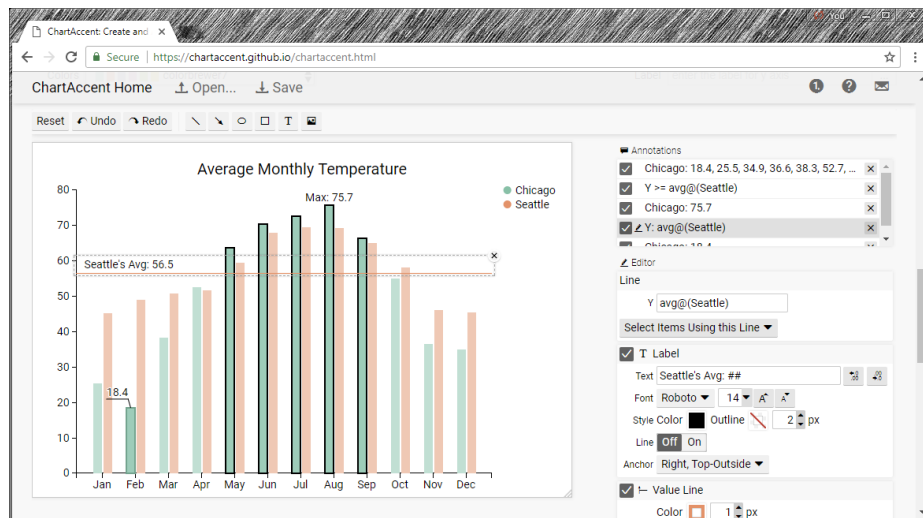 You
ChartAccent: Create and
Secure
https://chartaccent.github.io/chartaccent.html
ChartAccent Home
Open...
Save
1.
?
Reset
Undo
Redo
T
Average Monthly Temperature
Chicago
Seattle
Max: 75.7
80
70
60
50
40
30
20
10
0
Seattle's Avg: 56.5
18.4
Jan Feb Mar Apr May Jun Jul Aug Sep Oct Nov Dec
Annotations
Chicago: 18.4, 25.5, 34.9, 36.6, 38.3, 52.7, ...
Y >= avg@(Seattle)
Chicago: 75.7
Y: avg@(Seattle)
Chicago: 18.4
Editor
Line
Y avg@(Seattle)
Select Items Using this Line
T Label
Text Seattle's Avg: ##
Font Roboto 14 A A
Style Color Outline 2 px
Line Off On
Anchor Right, Top-Outside
Value Line
Color 1 px